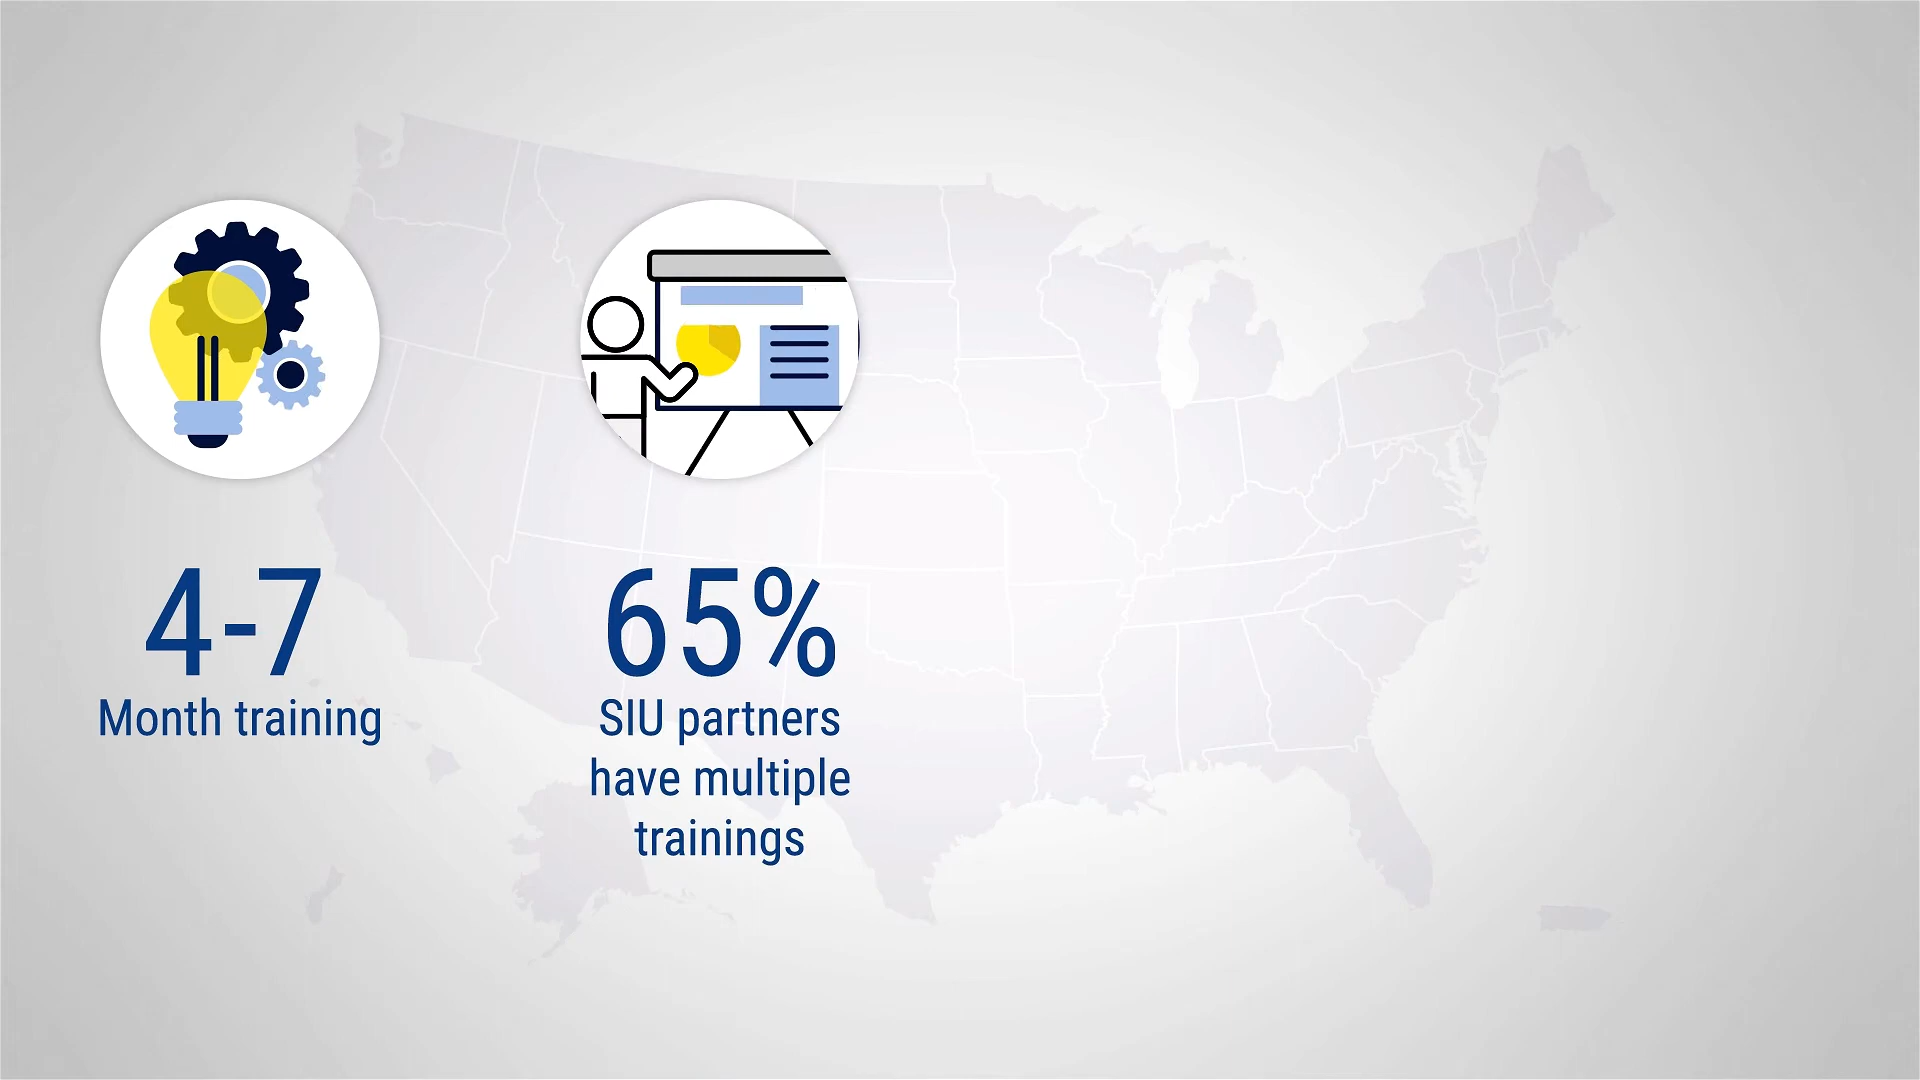 4-7
Month training
65%
SIU partners
have multiple
trainings